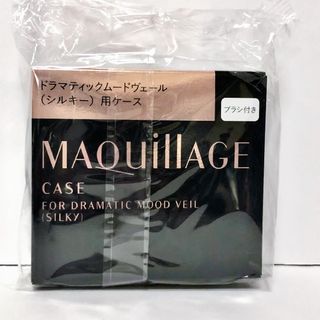 ドラマティックムードヴェール
（シルキー）用ケース
ブラシ付き
MAQuillAGE
CASE
FOR DRAMATIC MOOD VEIL
(SILKY)